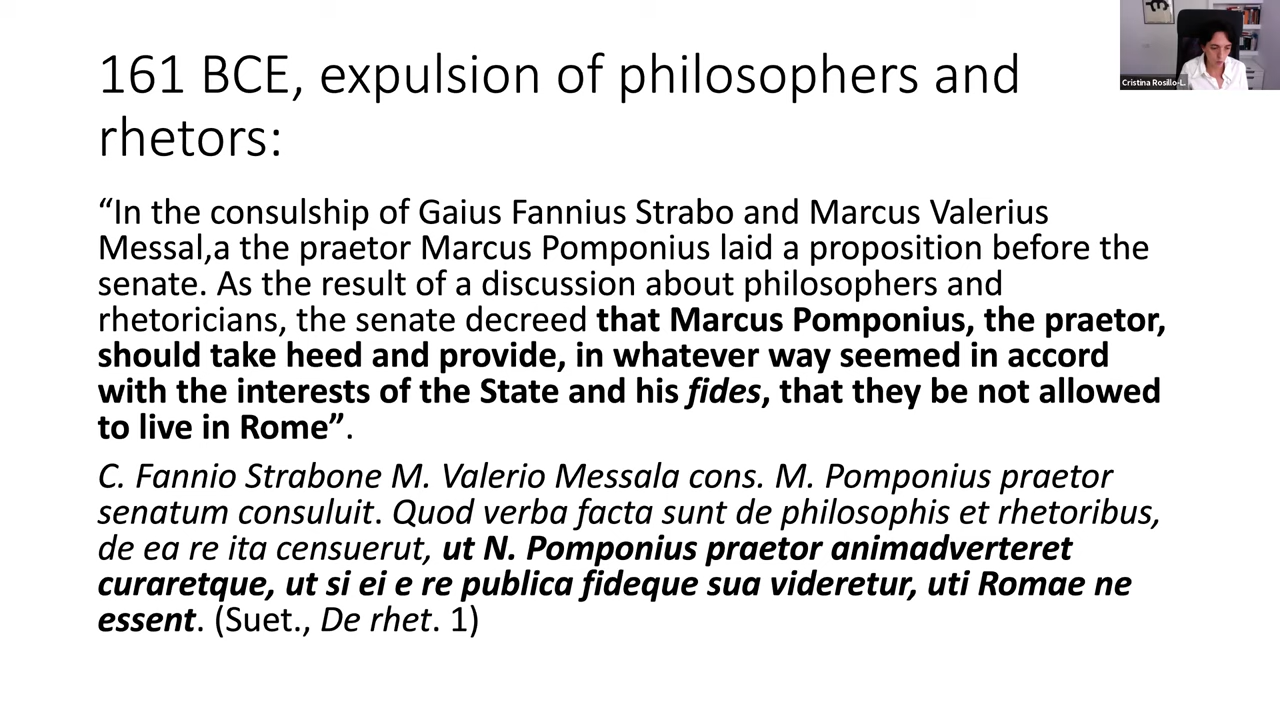 161 BCE, expulsion of philosophers and
rhetors:
Cristina Rosillo-L.
“In the consulship of Gaius Fannius Strabo and Marcus Valerius
Messal,a the praetor Marcus Pomponius laid a proposition before the
senate. As the result of a discussion about philosophers and
rhetoricians, the senate decreed that Marcus Pomponius, the praetor,
should take heed and provide, in whatever way seemed in accord
with the interests of the State and his fides, that they be not allowed
to live in Rome”.
C. Fannio Strabone M. Valerio Messala cons. M. Pomponius praetor
senatum consuluit. Quod verba facta sunt de philosophis et rhetoribus,
de ea re ita censuerut, ut N. Pomponius praetor animadverteret
curaretque, ut si ei e re publica fideque sua videretur, uti Romae ne
essent. (Suet., De rhet. 1)